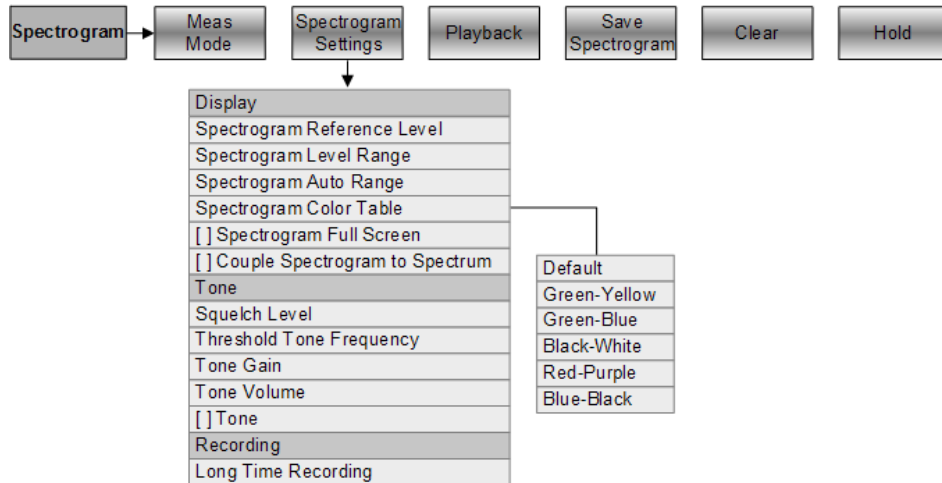 Spectrogram
Meas
Mode
Spectrogram
Settings
Playback
Save
Spectrogram
Clear
Hold
Display
Spectrogram Reference Level
Spectrogram Level Range
Spectrogram Auto Range
Spectrogram Color Table
[ ] Spectrogram Full Screen
[ ] Couple Spectrogram to Spectrum
Tone
Squelch Level
Threshold Tone Frequency
Tone Gain
Tone Volume
[ ] Tone
Recording
Long Time Recording
Default
Green-Yellow
Green-Blue
Black-White
Red-Purple
Blue-Black